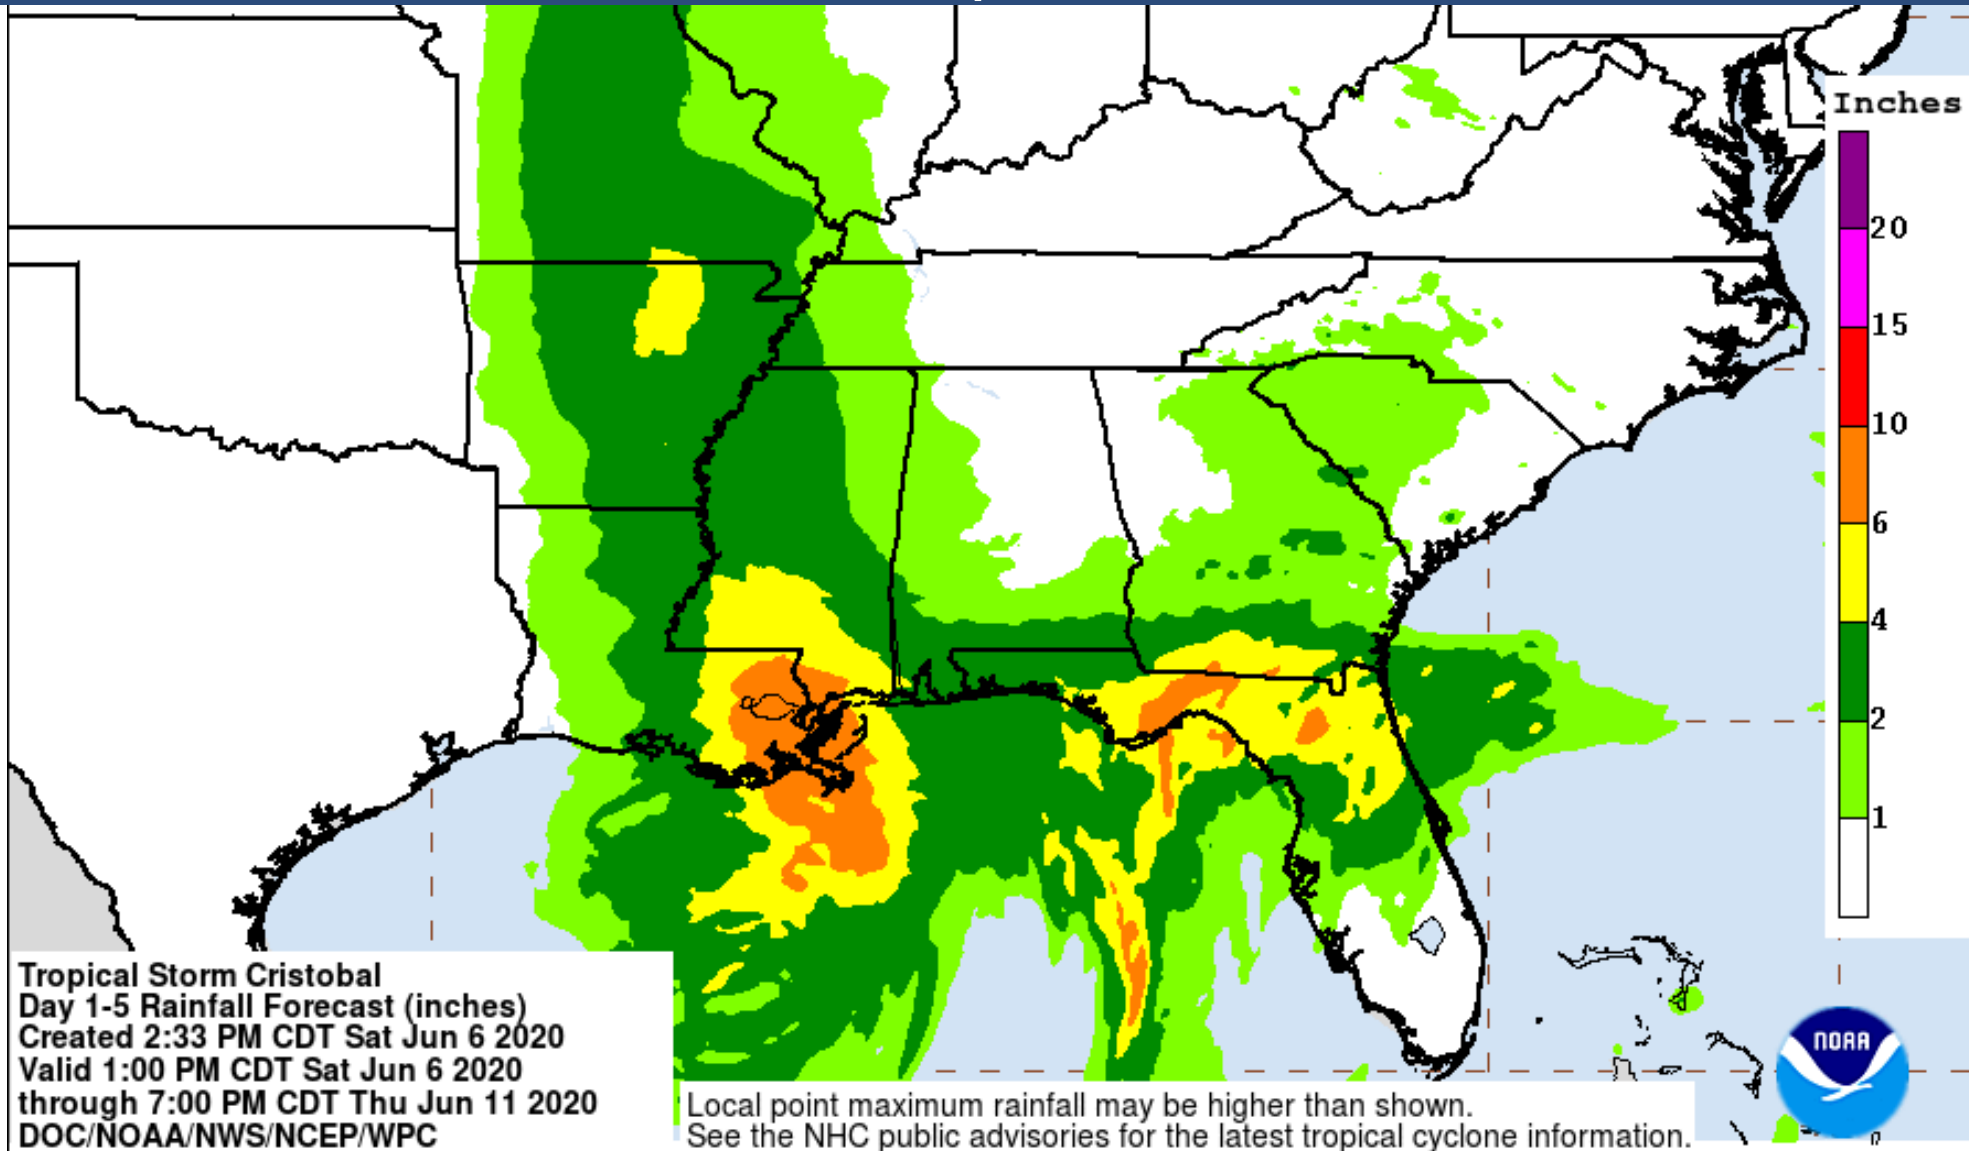 Inches
20
15
10
6
4
2
1
Tropical Storm Cristobal
Day 1-5 Rainfall Forecast (inches)
Created 2:33 PM CDT Sat Jun 6 2020
Valid 1:00 PM CDT Sat Jun 6 2020
through 7:00 PM CDT Thu Jun 11 2020
DOC/NOAA/NWS/NCEP/WPC
Local point maximum rainfall may be higher than shown.
See the NHC public advisories for the latest tropical cyclone information.
NOAA